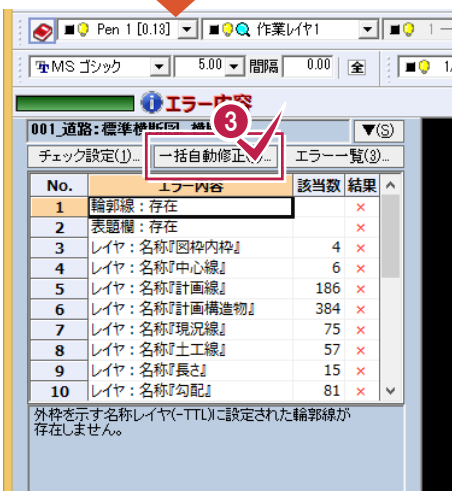 Pen 1 [0.13] 作業レイヤ1 1
MS ゴシック 5.00 間隔 0.00 全
エラー内容
001_道路:標準横断図
3
▼(S)
チェック設定(1)... 一括自動修正 エラー一覧(3)...
No. エラー内容 該当数 結果
1 輪郭線:存在 ×
2 表題欄:存在 ×
3 レイヤ:名称『図枠内枠』 4 ×
4 レイヤ:名称『中心線』 6 ×
5 レイヤ:名称『計画線』 186 ×
6 レイヤ:名称『計画構造物』 384 ×
7 レイヤ:名称『現況線』 75 ×
8 レイヤ:名称『土工線』 57 ×
9 レイヤ:名称『長さ』 15 ×
10 レイヤ:名称『勾配』 81 ×
外枠を示す名称レイヤ(-TTL)に設定された輪郭線が
存在しません。